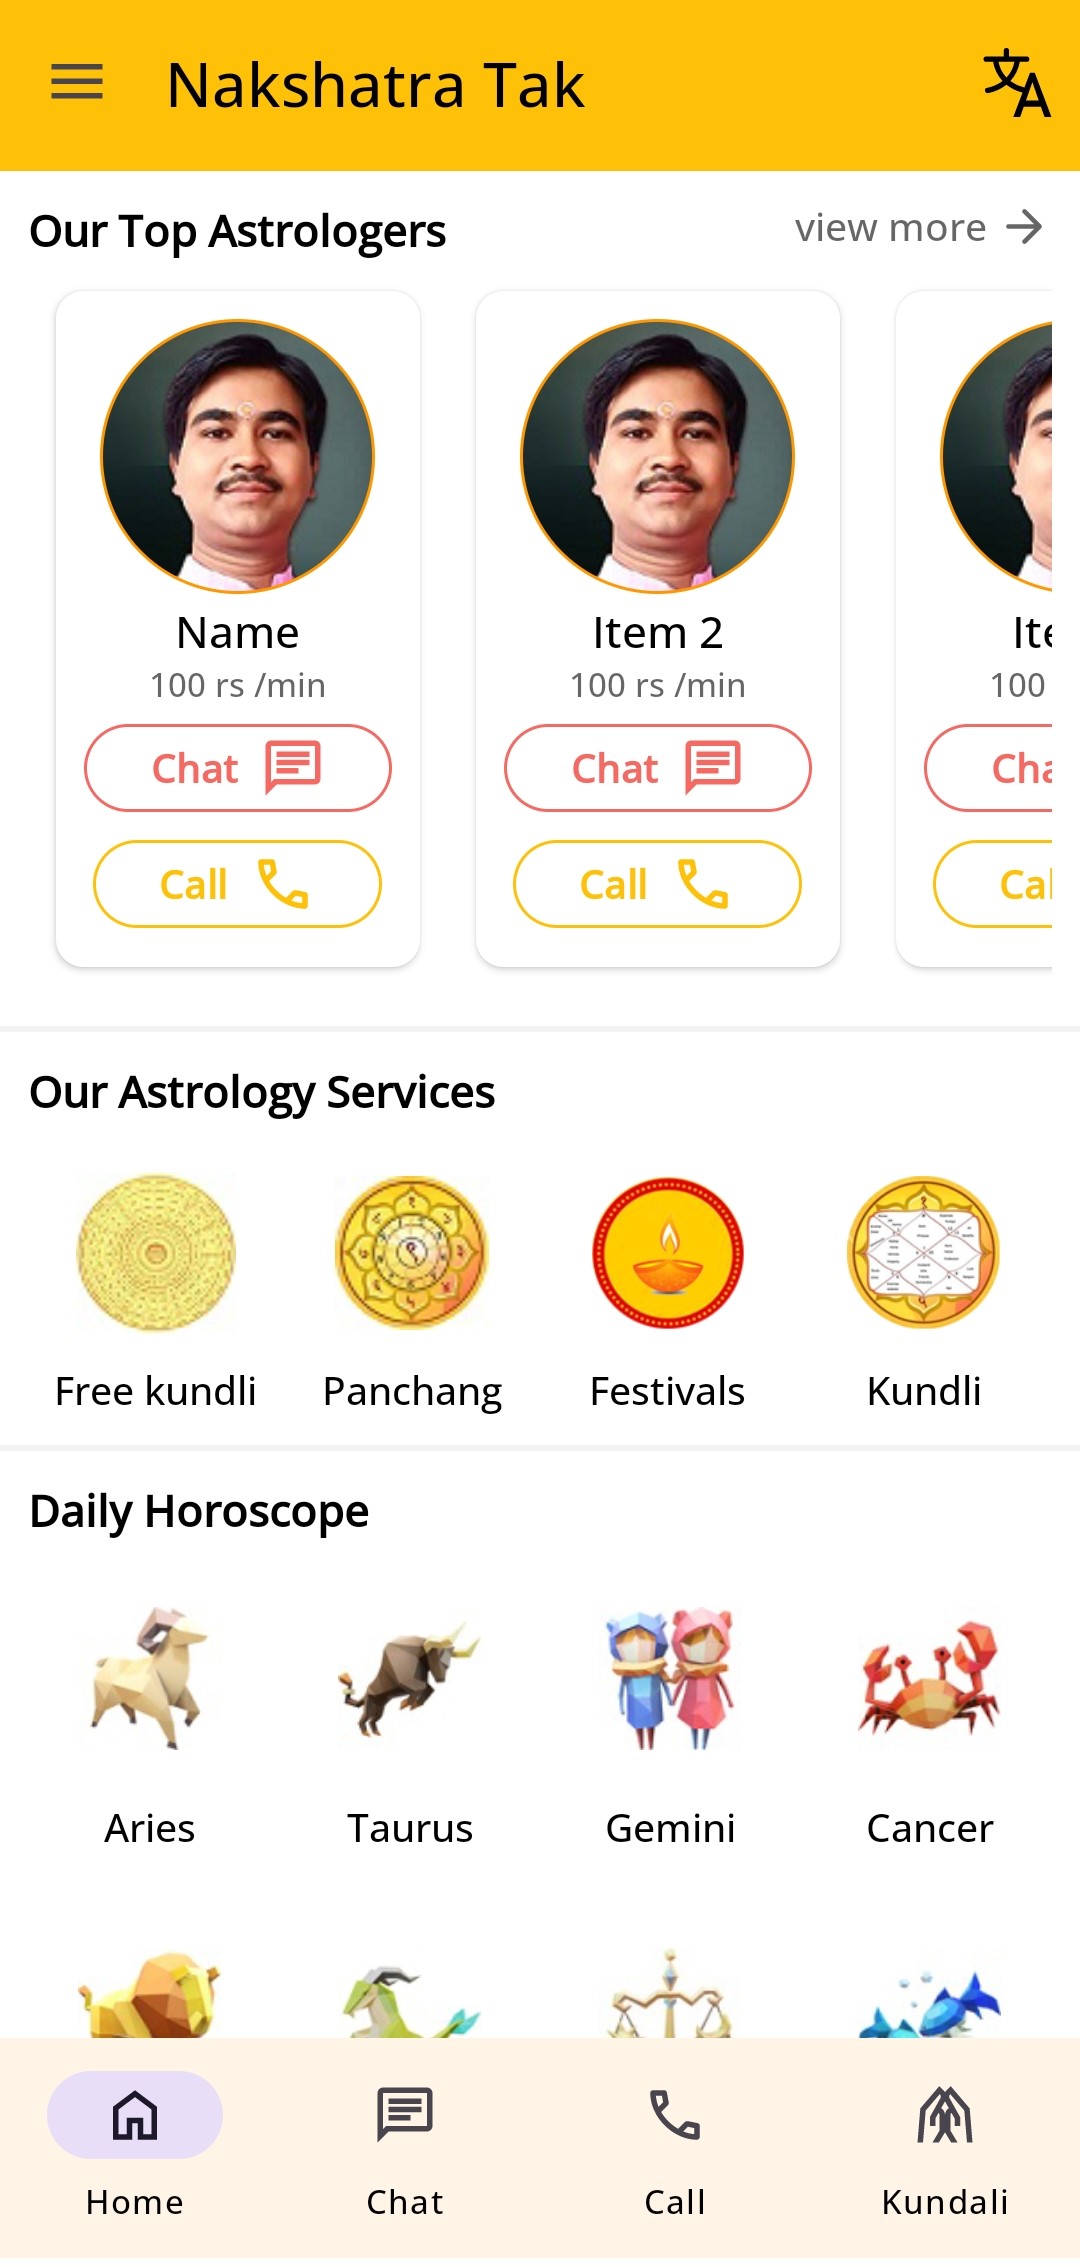 Nakshatra Tak
Our Top Astrologers
view more
Name
100 rs /min
Chat
Call
Item 2
100 rs /min
Chat
Call
Ite
100
Cha
Cal
Our Astrology Services
Free kundli
Panchang
Festivals
Kundli
Daily Horoscope
Aries
Taurus
Gemini
Cancer
Home
Chat
Call
Kundali